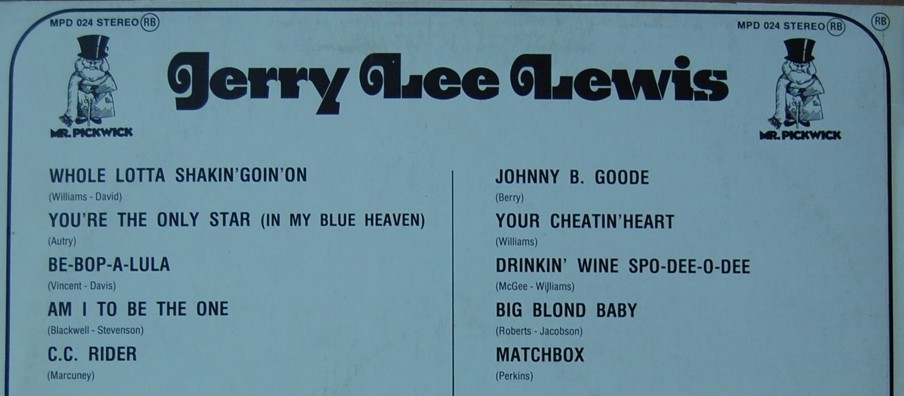 MPD 024 STEREO RB
MPD 024 STEREO RB
RB
Jerry Lee Lewis
MR. PICKWICK
MR. PICKWICK
WHOLE LOTTA SHAKIN'GOIN'ON
(Williams - David)
YOU'RE THE ONLY STAR (IN MY BLUE HEAVEN)
(Autry)
BE-BOP-A-LULA
(Vincent - Davis)
AM I TO BE THE ONE
(Blackwell - Stevenson)
C.C. RIDER
(Marcuney)
JOHNNY B. GOODE
(Berry)
YOUR CHEATIN'HEART
(Williams)
DRINKIN' WINE SPO-DEE-O-DEE
(McGee - Williams)
BIG BLOND BABY
(Roberts - Jacobson)
MATCHBOX
(Perkins)